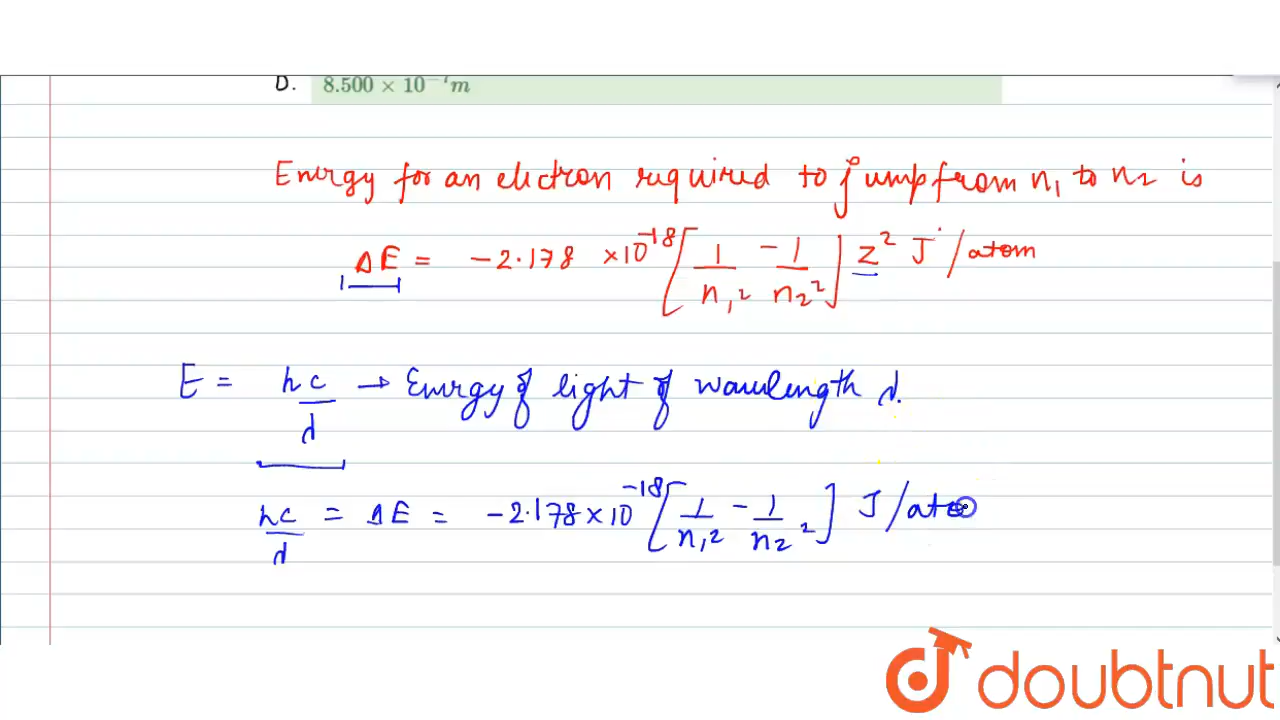 D. 8.500 × 10⁻⁷m
Energy for an electron required to jump from n₁ to n₂ is
ΔE = -2.178 ×10⁻¹⁸ [1/n₁² - 1/n₂²] Z² J/atom
E = hc/d → Energy of light of wavelength d.
hc/d = ΔE = -2.178×10⁻¹⁸ [1/n₁² - 1/n₂²] J/ato
doubtnut